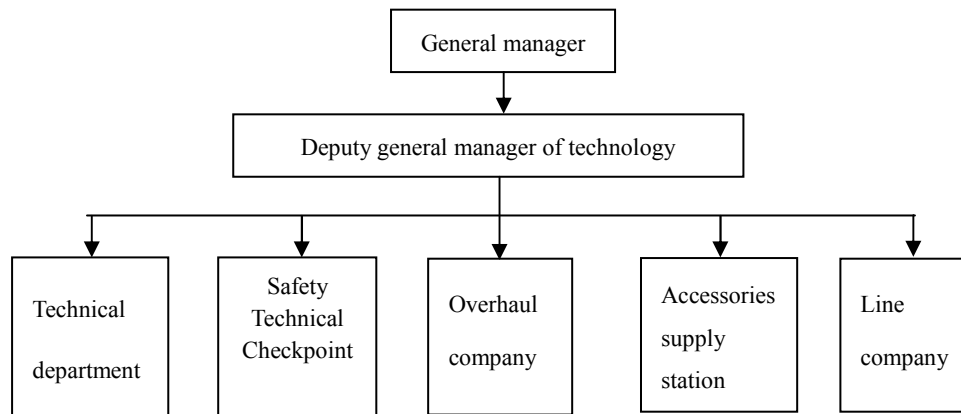 General manager
Deputy general manager of technology
Technical
department
Safety
Technical
Checkpoint
Overhaul
company
Accessories
supply
station
Line
company